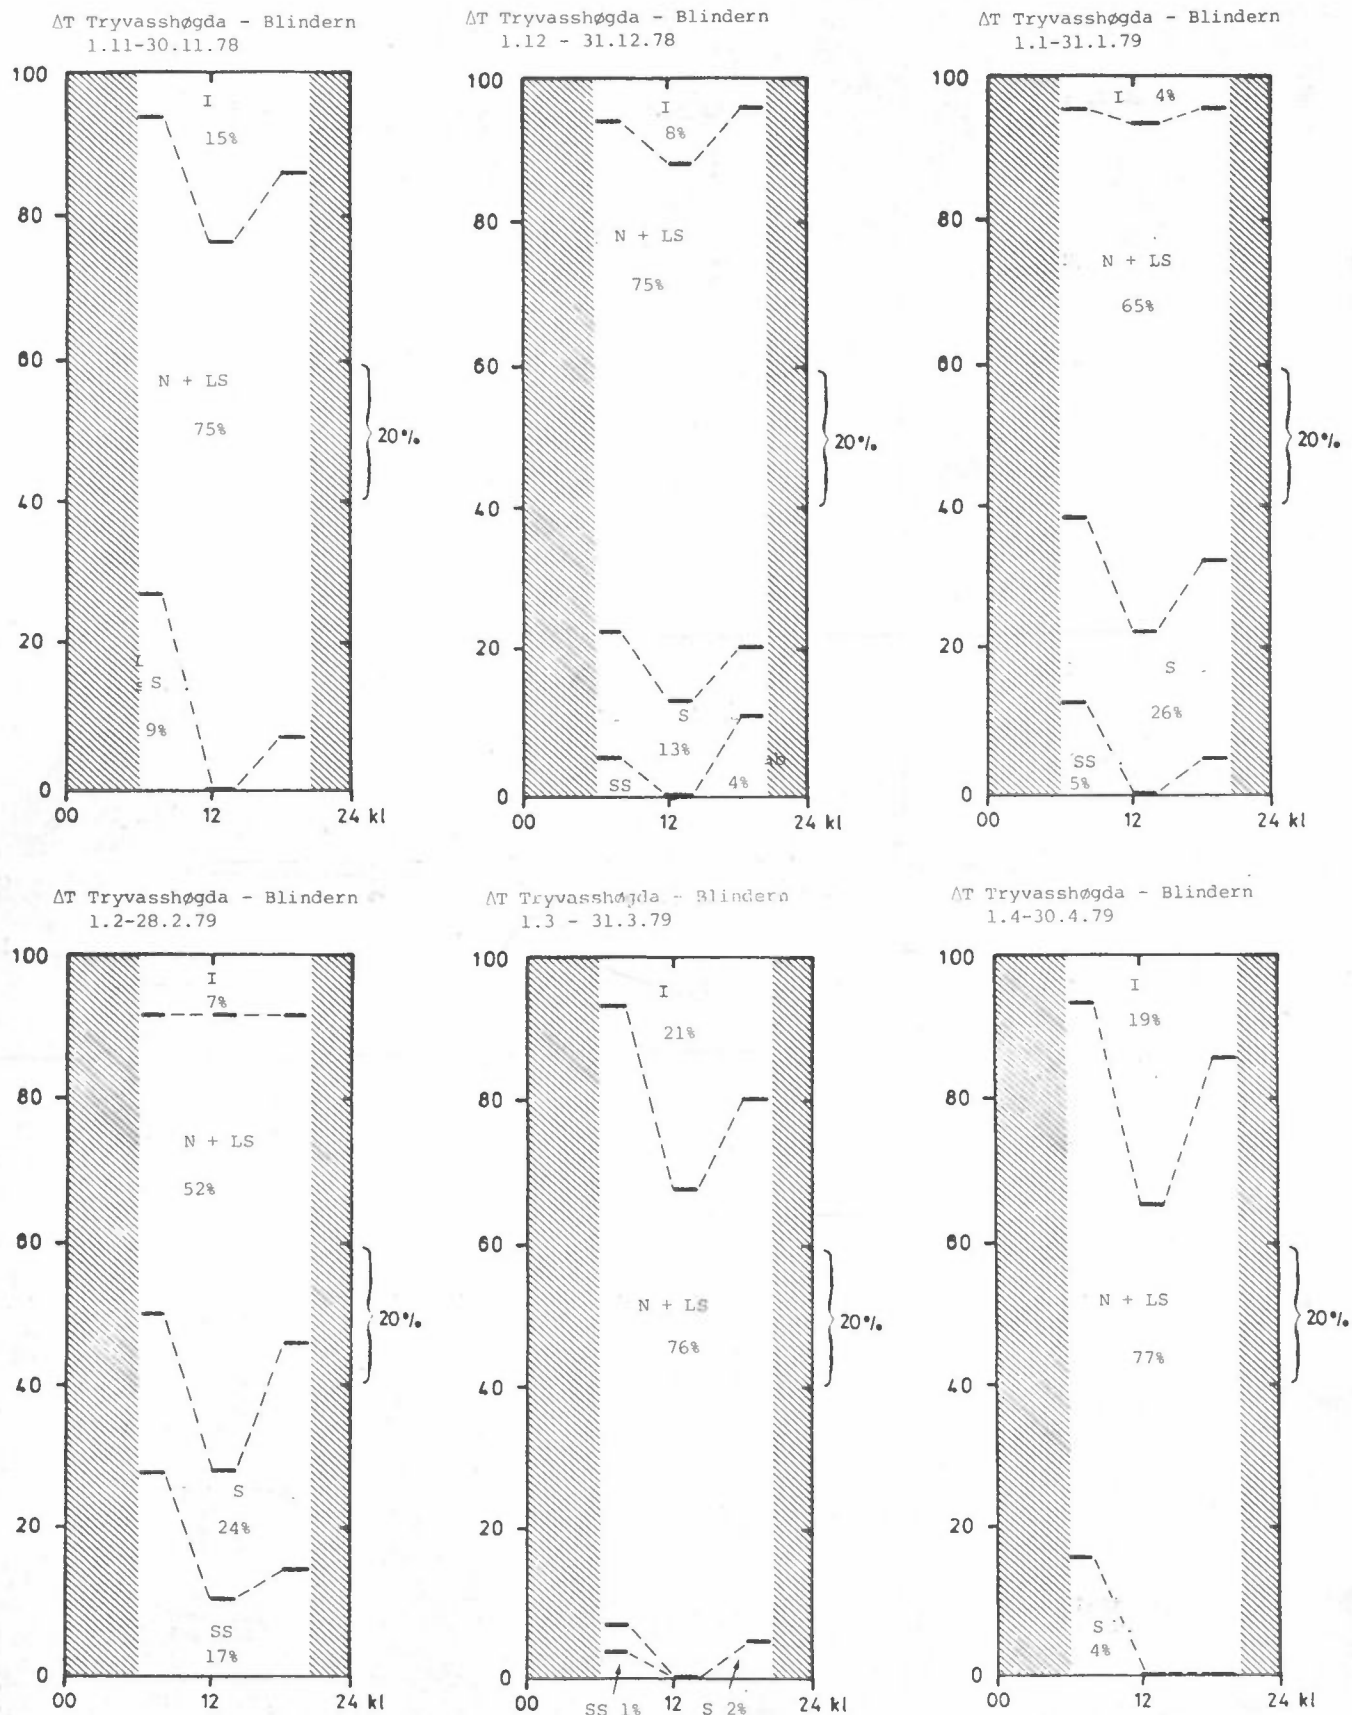 ΔT Tryvasshøgda - Blindern
1.11-30.11.78
100
80
60
40
20
0
I
15%
N + LS
75%
S
9%
20%
00 12 24 kl
ΔT Tryvasshøgda - Blindern
1.12 - 31.12.78
100
80
60
40
20
0
I
8%
N + LS
75%
S
13%
SS
4%
20%
00 12 24 kl
ΔT Tryvasshøgda - Blindern
1.1-31.1.79
100
80
60
40
20
0
I 4%
N + LS
65%
S
26%
SS
5%
20%
00 12 24 kl
ΔT Tryvasshøgda - Blindern
1.2-28.2.79
100
80
60
40
20
0
I
7%
N + LS
52%
S
24%
SS
17%
20%
00 12 24 kl
ΔT Tryvasshøgda - Blindern
1.3 - 31.3.79
100
80
60
40
20
0
I
21%
N + LS
76%
20%
00 12 24 kl
SS 1% S 2%
ΔT Tryvasshøgda - Blindern
1.4-30.4.79
100
80
60
40
20
0
I
19%
N + LS
77%
S
4%
20%
00 12 24 kl